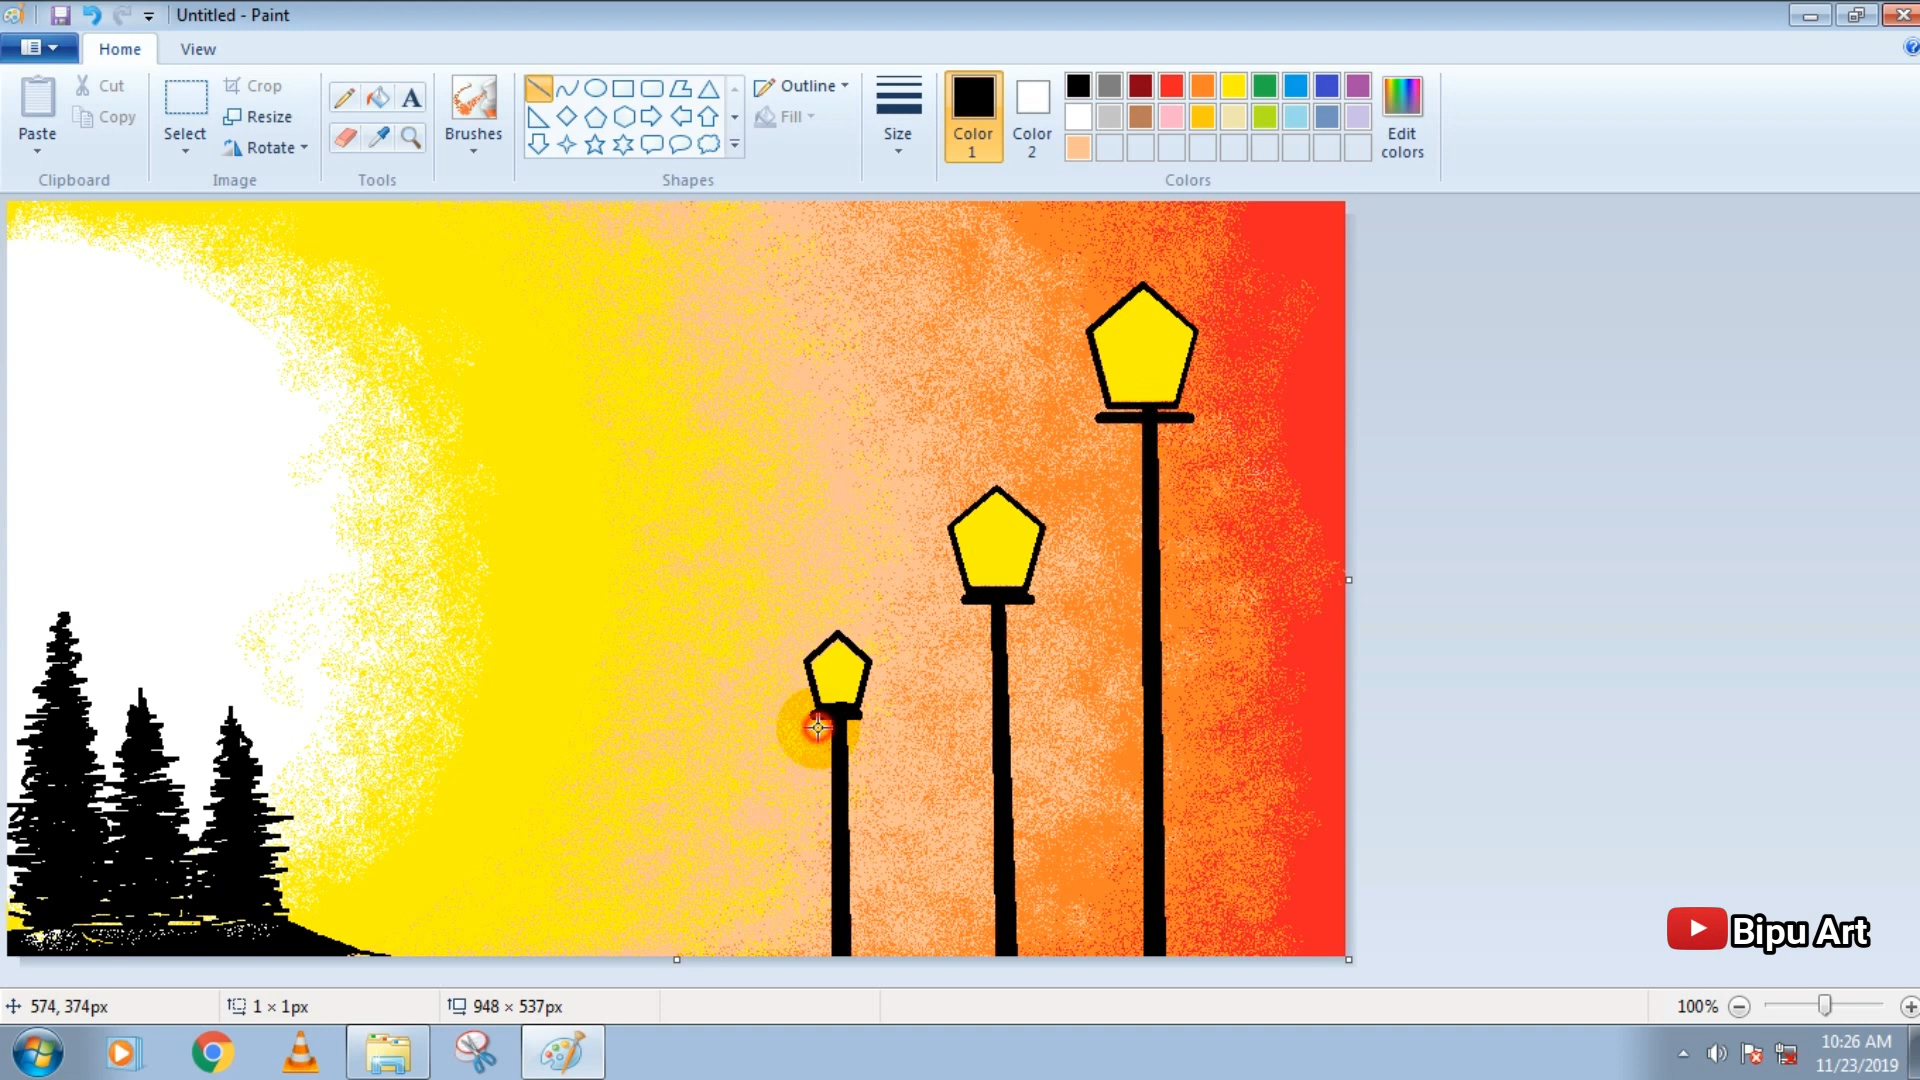 Untitled - Paint
Home View
Paste
Cut
Copy
Clipboard
Select
Crop
Resize
Rotate
Image
A
Tools
Brushes
Shapes
Outline
Fill
Size
Color 1
Color 2
Edit colors
Colors
Bipu Art
574, 374px
1 × 1px
948 × 537px
100%
10:26 AM
11/23/2019